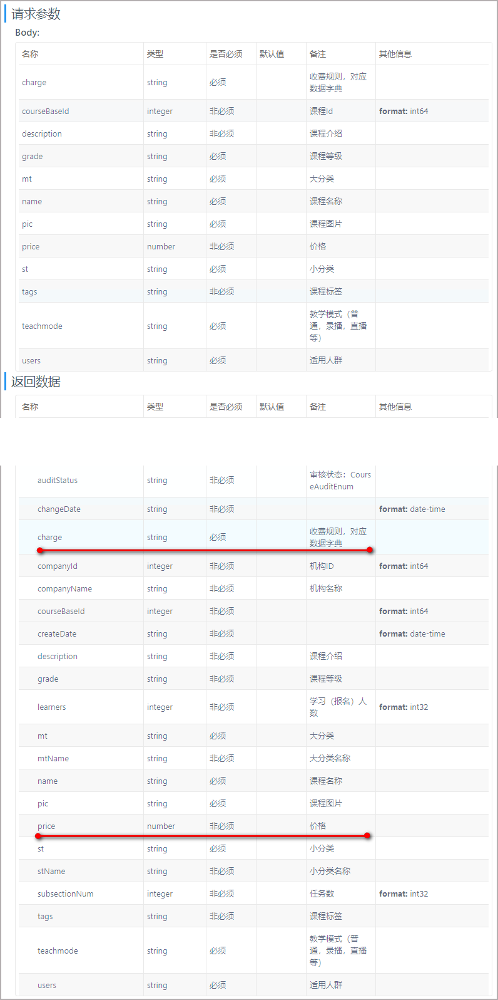 请求参数
Body:
名称 类型 是否必须 默认值 备注 其他信息
charge string 必须 收费规则，对应
数据字典
courseBaseId integer 非必须 课程Id format: int64
description string 非必须 课程介绍
grade string 必须 课程等级
mt string 必须 大分类
name string 必须 课程名称
pic string 必须 课程图片
price number 非必须 价格
st string 必须 小分类
tags string 非必须 课程标签
teachmode string 必须 教学模式（普
通，录播，直播
等）
users string 必须 适用人群
返回数据
名称 类型 是否必须 默认值 备注 其他信息
auditStatus string 非必须 审核状态：Cours
eAuditEnum
changeDate string 非必须 format: date-time
charge string 必须 收费规则，对应
数据字典
companyId integer 非必须 机构ID format: int64
companyName string 非必须 机构名称
courseBaseId integer 非必须 format: int64
createDate string 非必须 format: date-time
description string 非必须 课程介绍
grade string 非必须 课程等级
learners integer 非必须 学习（报名）人
数 format: int32
mt string 必须 大分类
mtName string 非必须 大分类名称
name string 必须 课程名称
pic string 必须 课程图片
price number 非必须 价格
st string 必须 小分类
stName string 非必须 小分类名称
subsectionNum integer 非必须 任务数 format: int32
tags string 非必须 课程标签
teachmode string 必须 教学模式（普
通，录播，直播
等）
users string 必须 适用人群